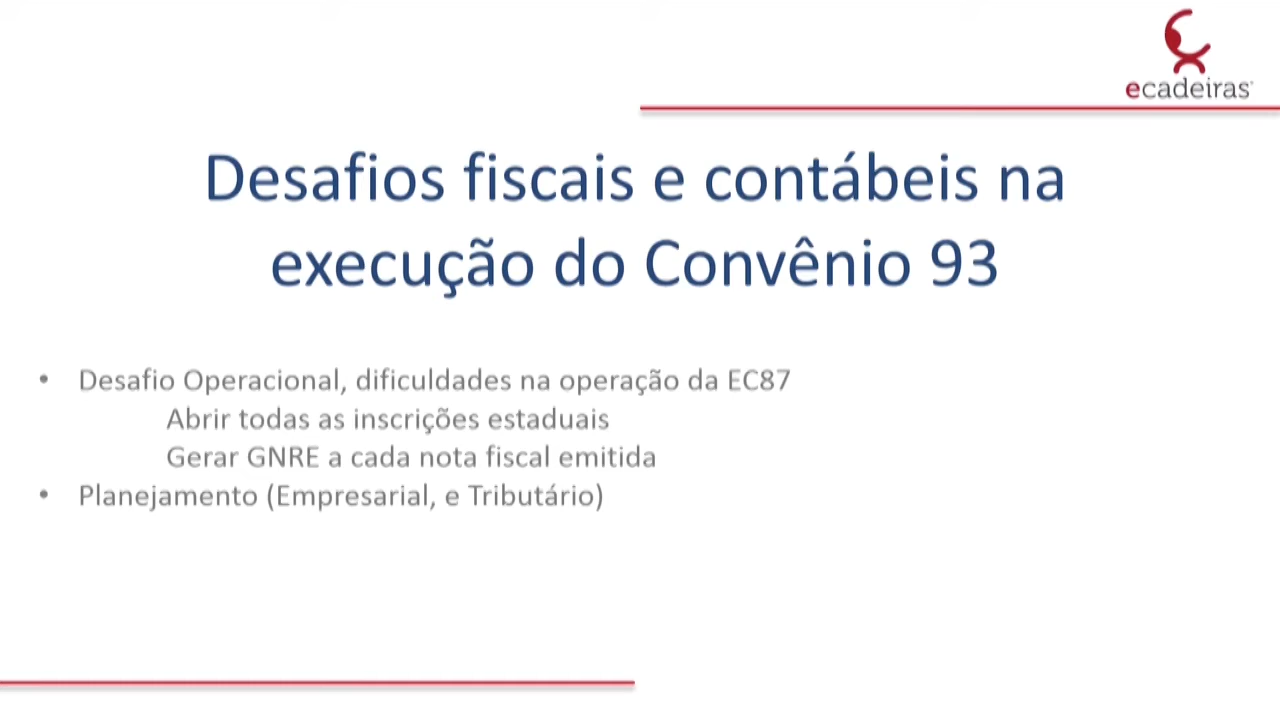 ecadeiras
Desafios fiscais e contábeis na
execução do Convênio 93
• Desafio Operacional, dificuldades na operação da EC87
Abrir todas as inscrições estaduais
Gerar GNRE a cada nota fiscal emitida
• Planejamento (Empresarial, e Tributário)